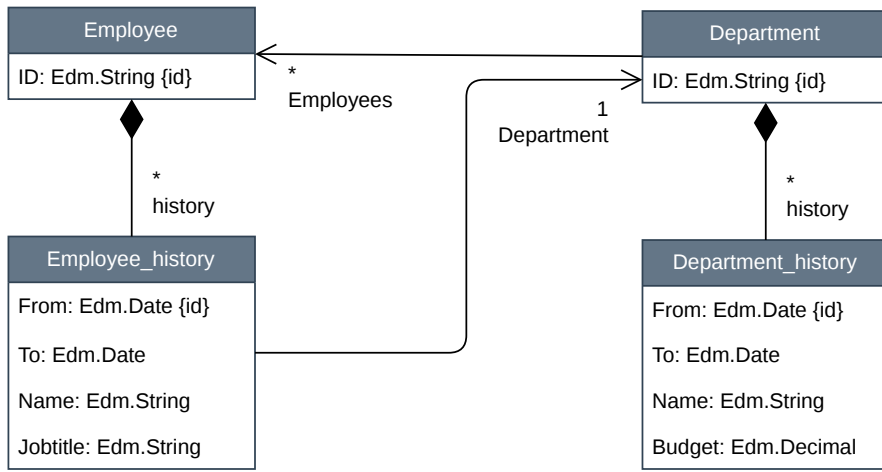 Employee
ID: Edm.String {id}
*
Employees
*
history
Employee_history
From: Edm.Date {id}
To: Edm.Date
Name: Edm.String
Jobtitle: Edm.String
Department
ID: Edm.String {id}
1
Department
*
history
Department_history
From: Edm.Date {id}
To: Edm.Date
Name: Edm.String
Budget: Edm.Decimal